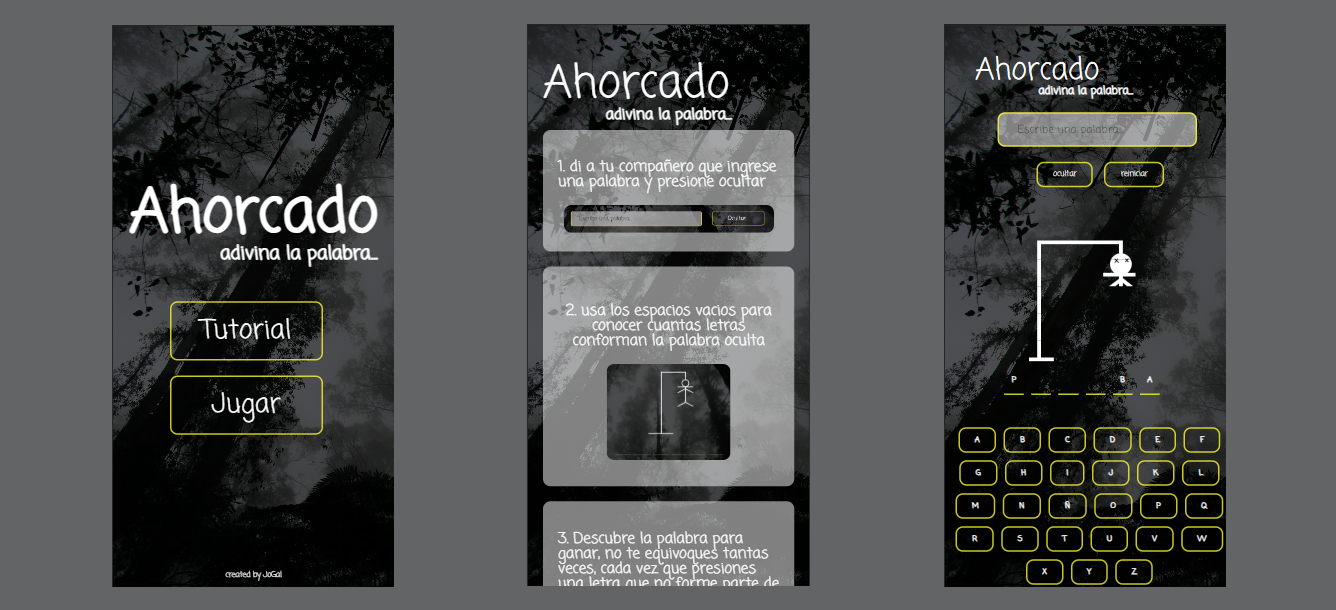 Ahorcado
adivina la palabra...
Tutorial
Jugar
created by JoGal
Ahorcado
adivina la palabra...
1. di a tu compañero que ingrese
una palabra y presione ocultar
Escribe una palabra...
Ocultar
2. usa los espacios vacios para
conocer cuantas letras
conforman la palabra oculta
3. Descubre la palabra para
ganar, no te equivoques tantas
veces, cada vez que presiones
una letra que no forme parte de
Ahorcado
adivina la palabra...
Escribe una palabra...
ocultar reiniciar
P B A
A B C D E F
G H I J K L
M N Ñ O P Q
R S T U V W
X Y Z